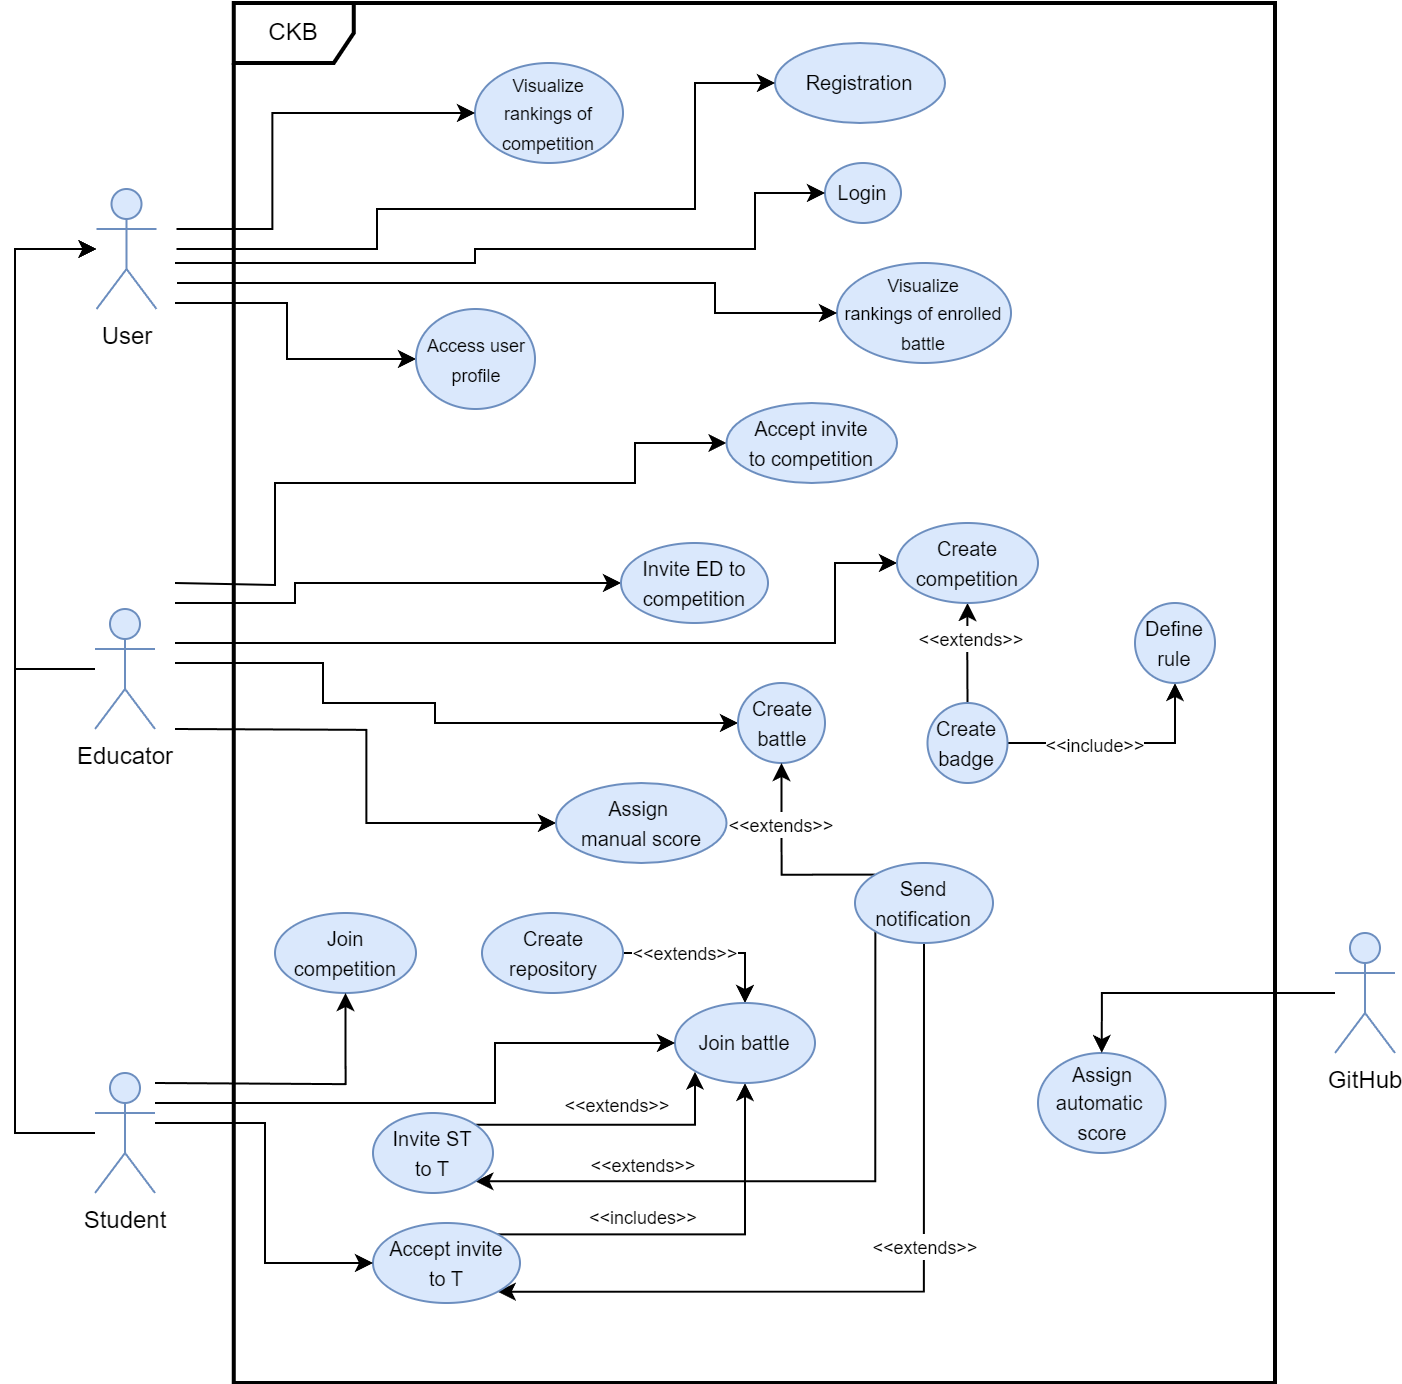 CKB
Visualize
rankings of
competition
Registration
Login
User
Visualize
rankings of enrolled
battle
Access user
profile
Accept invite
to competition
Invite ED to
competition
Create
competition
<<extends>>
Define
rule
Educator
Create
battle
Create
badge
<<include>>
Assign
manual score
<<extends>>
Send
notification
Join
competition
Create
repository
<<extends>>
Join battle
GitHub
Assign
automatic
score
<<extends>>
Invite ST
to T
<<extends>>
Student
<<includes>>
Accept invite
to T
<<extends>>